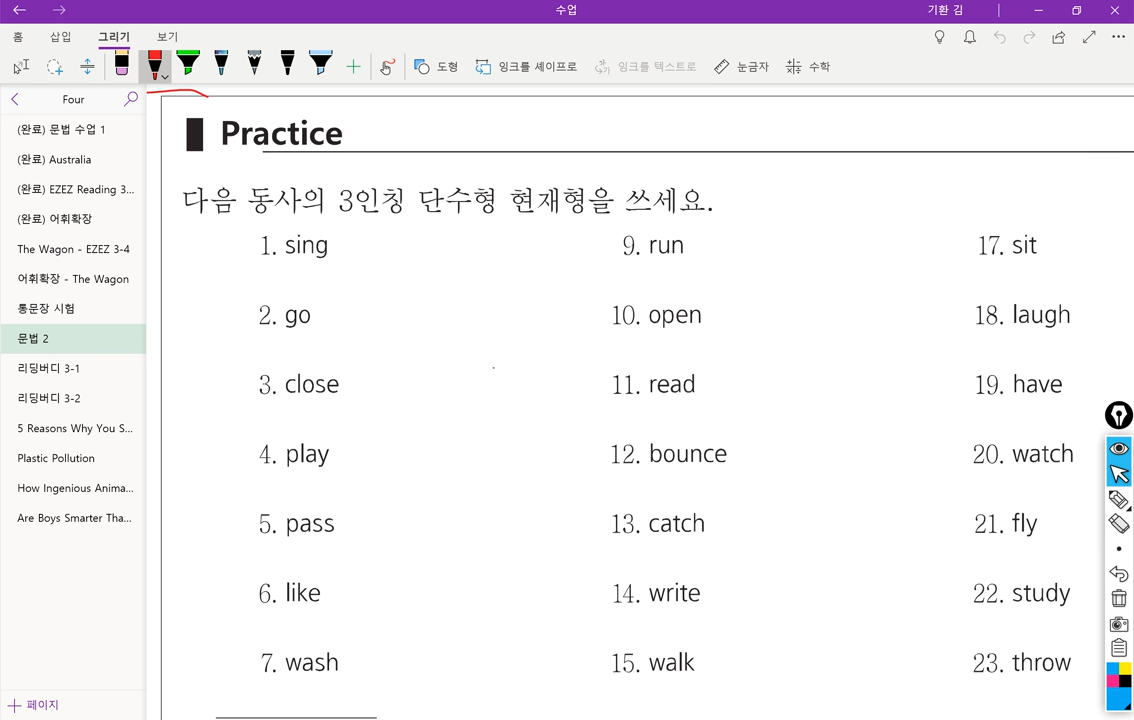 수업
기환 김
홈 삽입 그리기 보기
도형 잉크를 셰이프로 잉크를 텍스트로 눈금자 수학
Four
(완료) 문법 수업 1
(완료) Australia
(완료) EZEZ Reading 3...
(완료) 어휘확장
The Wagon - EZEZ 3-4
어휘확장 - The Wagon
통문장 시험
문법 2
리딩버디 3-1
리딩버디 3-2
5 Reasons Why You S...
Plastic Pollution
How Ingenious Anima...
Are Boys Smarter Tha...
페이지
Practice
다음 동사의 3인칭 단수형 현재형을 쓰세요.
1. sing
2. go
3. close
4. play
5. pass
6. like
7. wash
9. run
10. open
11. read
12. bounce
13. catch
14. write
15. walk
17. sit
18. laugh
19. have
20. watch
21. fly
22. study
23. throw